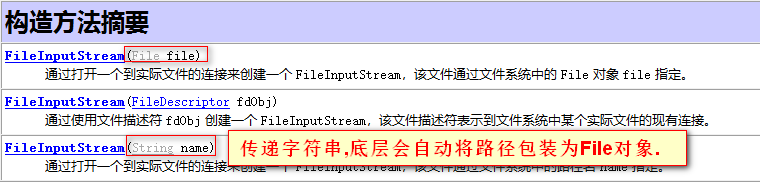 构造方法摘要
FileInputStream(File file)
通过打开一个到实际文件的连接来创建一个 FileInputStream，该文件通过文件系统中的 File 对象 file 指定。
FileInputStream(FileDescriptor fdObj)
通过使用文件描述符 fdObj 创建一个 FileInputStream，该文件描述符表示到文件系统中某个实际文件的现有连接。
FileInputStream(String name)
传递字符串,底层会自动将路径包装为File对象.
通过打开一个到实际文件的连接来创建一个 FileInputStream，该文件通过文件系统中的路径名 name 指定。